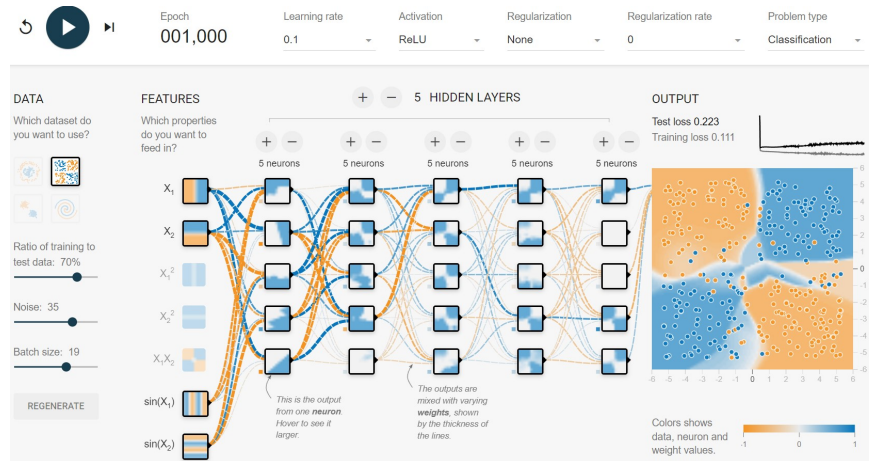 Epoch
001,000
Learning rate
0.1
Activation
ReLU
Regularization
None
Regularization rate
0
Problem type
Classification
DATA
Which dataset do
you want to use?
Ratio of training to
test data: 70%
Noise: 35
Batch size: 19
REGENERATE
FEATURES
Which properties
do you want to
feed in?
X₁
X₂
X₁²
X₂²
X₁X₂
sin(X₁)
sin(X₂)
+ − 5 HIDDEN LAYERS
+ − + − + − + − + −
5 neurons 5 neurons 5 neurons 5 neurons 5 neurons
This is the output
from one neuron.
Hover to see it
larger.
The outputs are
mixed with varying
weights, shown
by the thickness of
the lines.
OUTPUT
Test loss 0.223
Training loss 0.111
6
5
4
3
2
1
0
-1
-2
-3
-4
-5
-6
-6 -5 -4 -3 -2 -1 0 1 2 3 4 5 6
Colors shows
data, neuron and
weight values.
-1 0 1